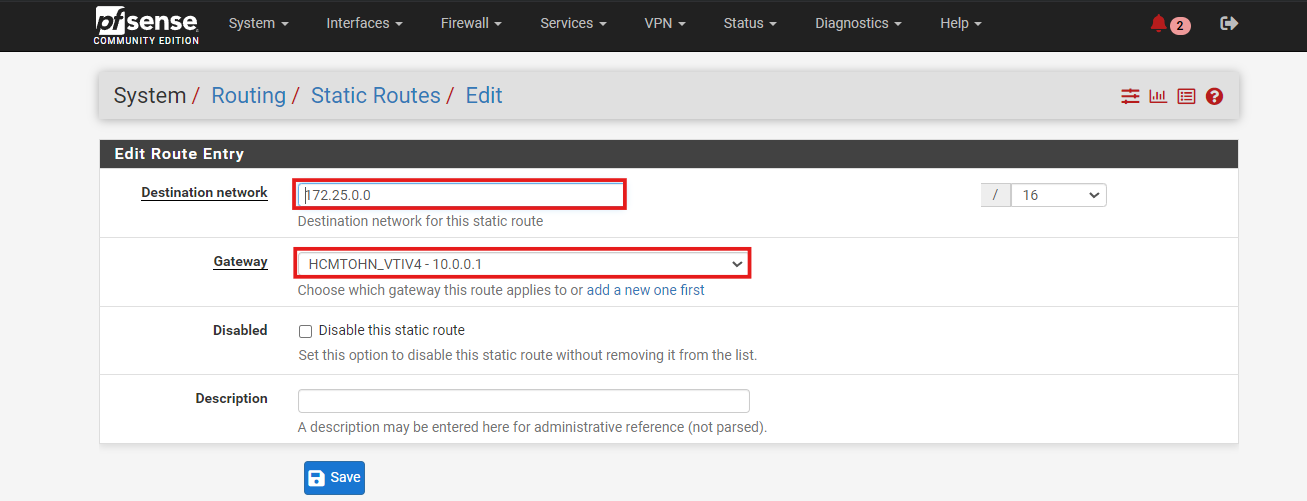 pfsense System Interfaces Firewall Services VPN Status Diagnostics Help 2
COMMUNITY EDITION
System / Routing / Static Routes / Edit
Edit Route Entry
Destination network 172.25.0.0 / 16
Destination network for this static route
Gateway HCMTOHN_VTIV4 - 10.0.0.1
Choose which gateway this route applies to or add a new one first
Disabled Disable this static route
Set this option to disable this static route without removing it from the list.
Description
A description may be entered here for administrative reference (not parsed).
Save